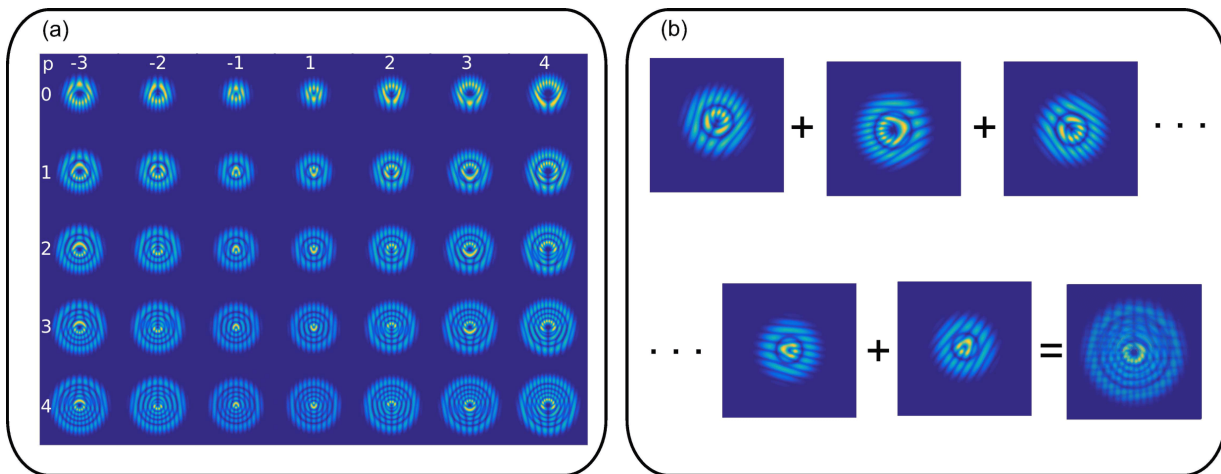 (a)
p -3 -2 -1 1 2 3 4
0
1
2
3
4
(b)
+ + . . .
. . . + =